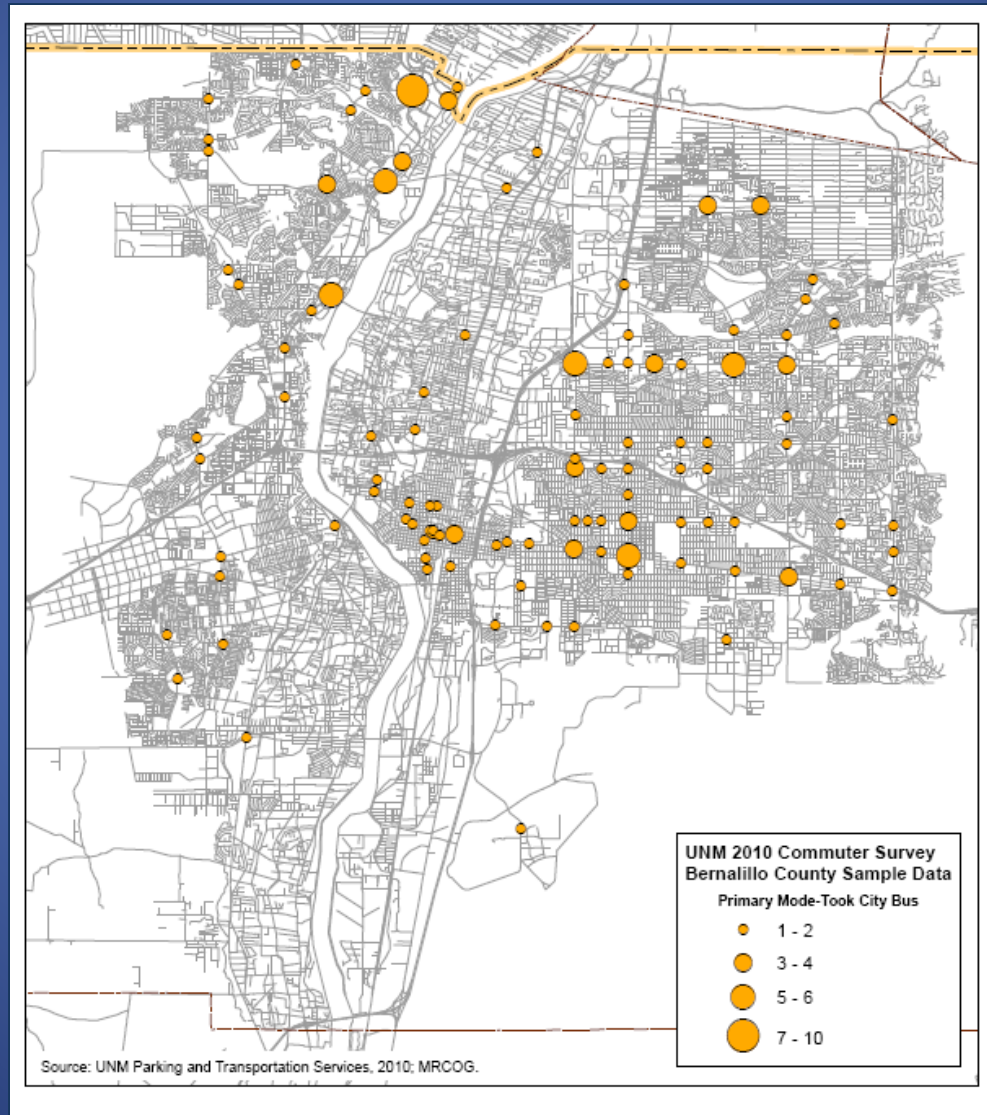 UNM 2010 Commuter Survey
Bernalillo County Sample Data
Primary Mode-Took City Bus
1 - 2
3 - 4
5 - 6
7 - 10
Source: UNM Parking and Transportation Services, 2010; MRCOG.